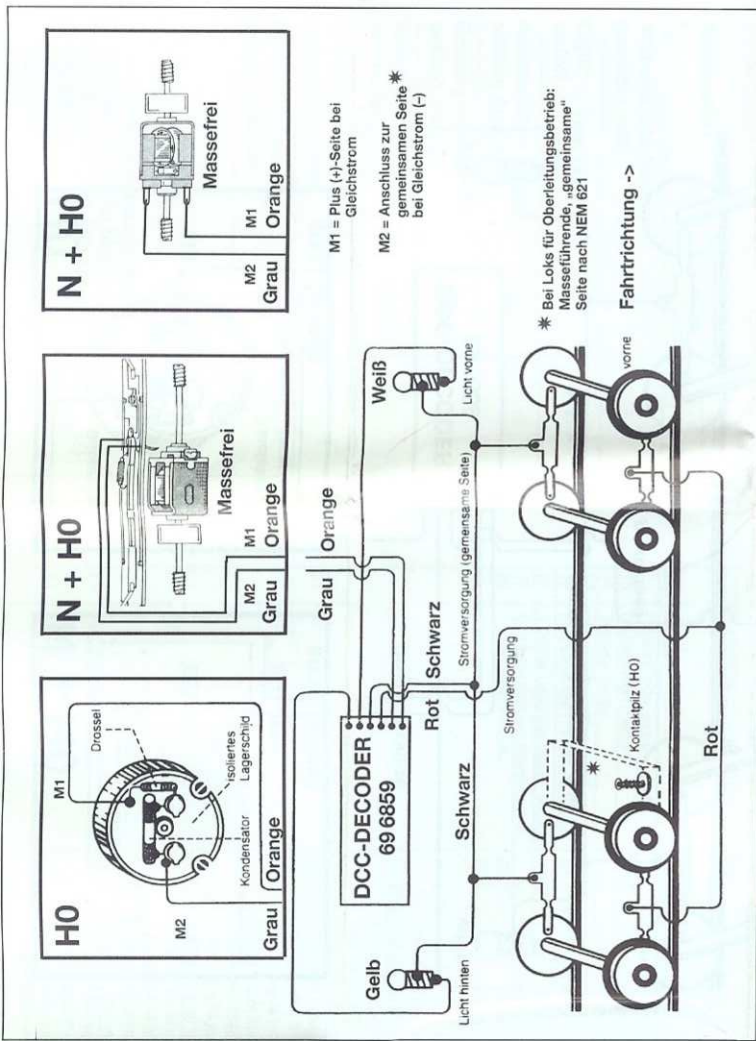 H0
M1
Drossel
Kondensator
isoliertes
Lagerschild
M2
Grau
Orange
N + H0
Massefrei
M2
M1
Grau
Orange
N + H0
Massefrei
M2
M1
Grau
Orange
M1 = Plus (+)-Seite bei
Gleichstrom
M2 = Anschluss zur
gemeinsamen Seite ✷
bei Gleichstrom (–)
Grau
Orange
DCC-DECODER
69 6859
Rot
Schwarz
Gelb
Licht hinten
Schwarz
Stromversorgung (gemeinsame Seite)
Weiß
Licht vorne
Stromversorgung
✷ Bei Loks für Oberleitungsbetrieb:
Masseführende, „gemeinsame"
Seite nach NEM 621
Fahrtrichtung ->
vorne
✷
Kontaktpilz (H0)
Rot